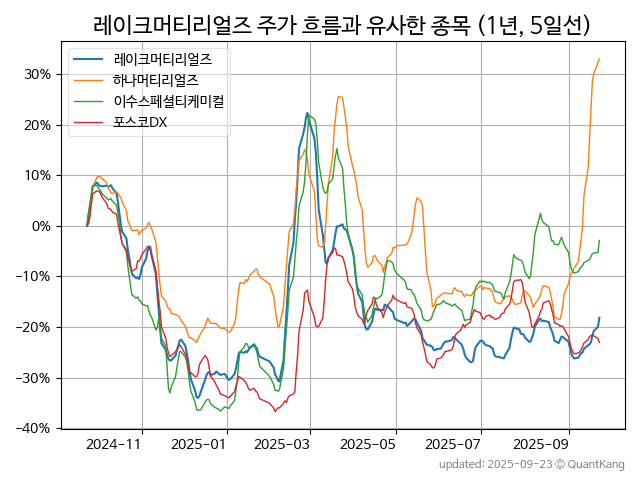 레이크머티리얼즈 주가 흐름과 유사한 종목 (1년, 5일선)
레이크머티리얼즈
하나머티리얼즈
이수스페셜티케미컬
포스코DX
30%
20%
10%
0%
−10%
−20%
−30%
−40%
2024-11 2025-01 2025-03 2025-05 2025-07 2025-09
updated: 2025-09-23 ⓒ QuantKang